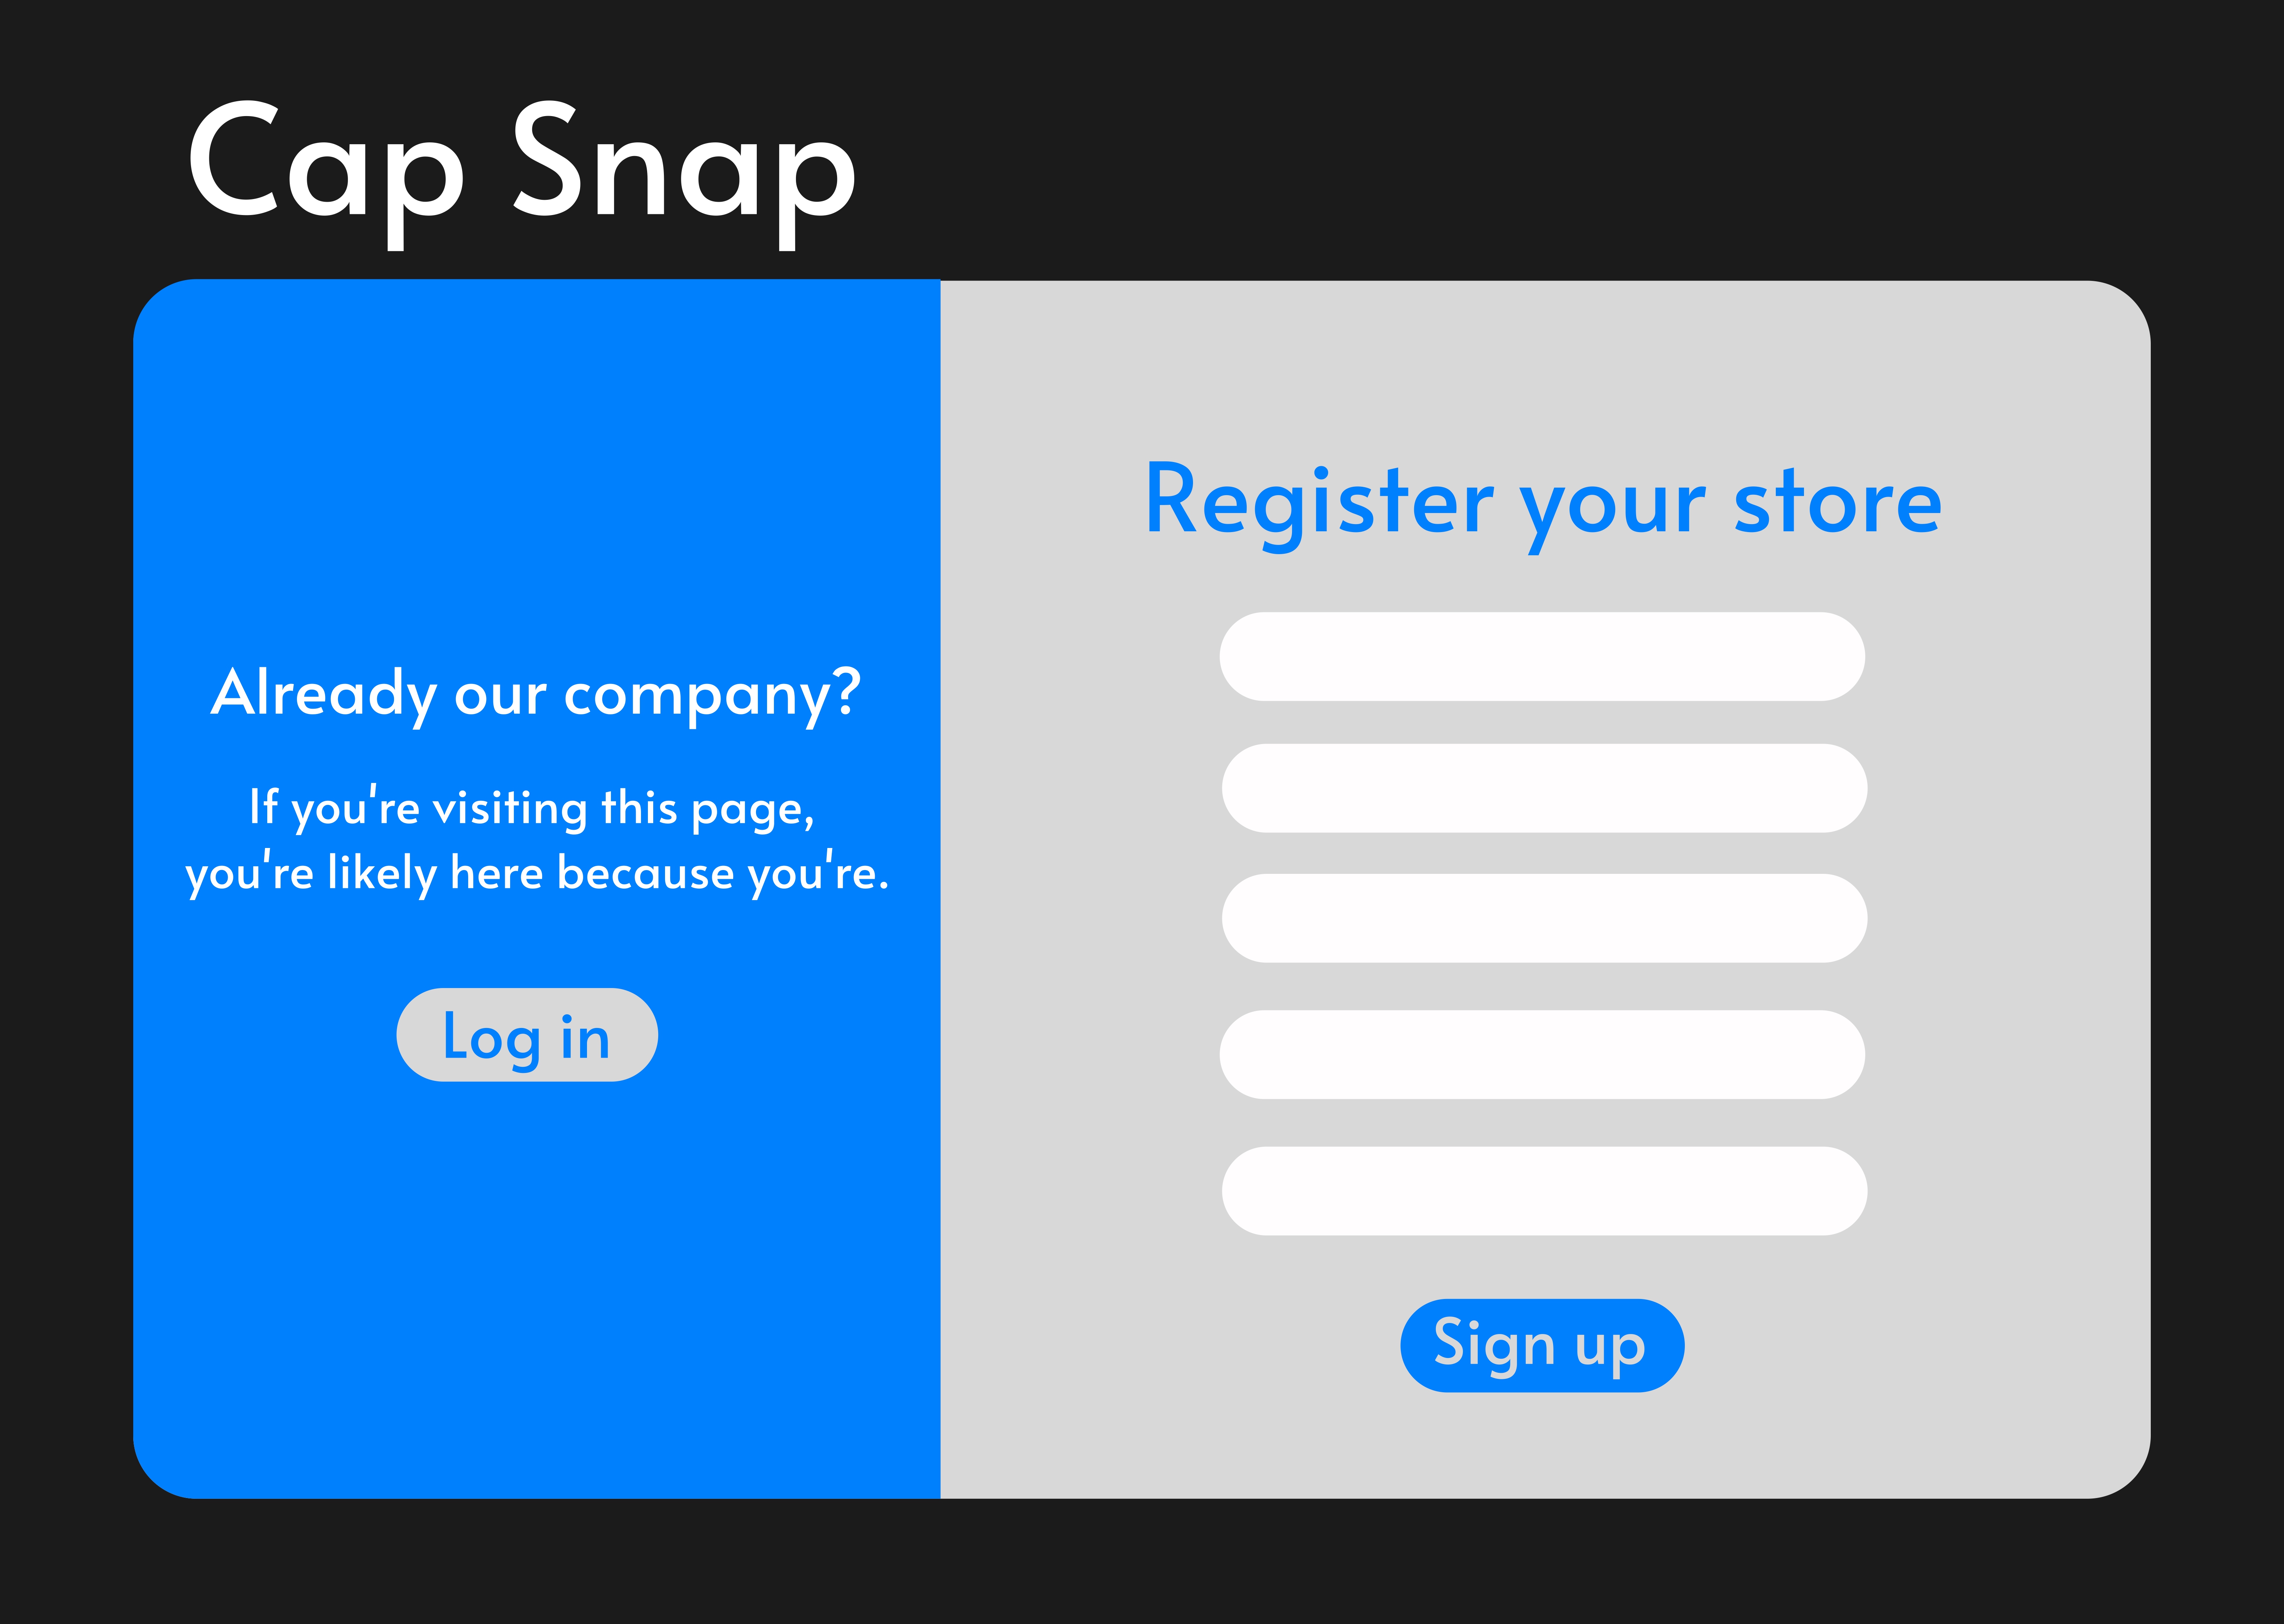 Cap Snap
Already our company?
If you're visiting this page,
you're likely here because you're.
Log in
Register your store
Sign up